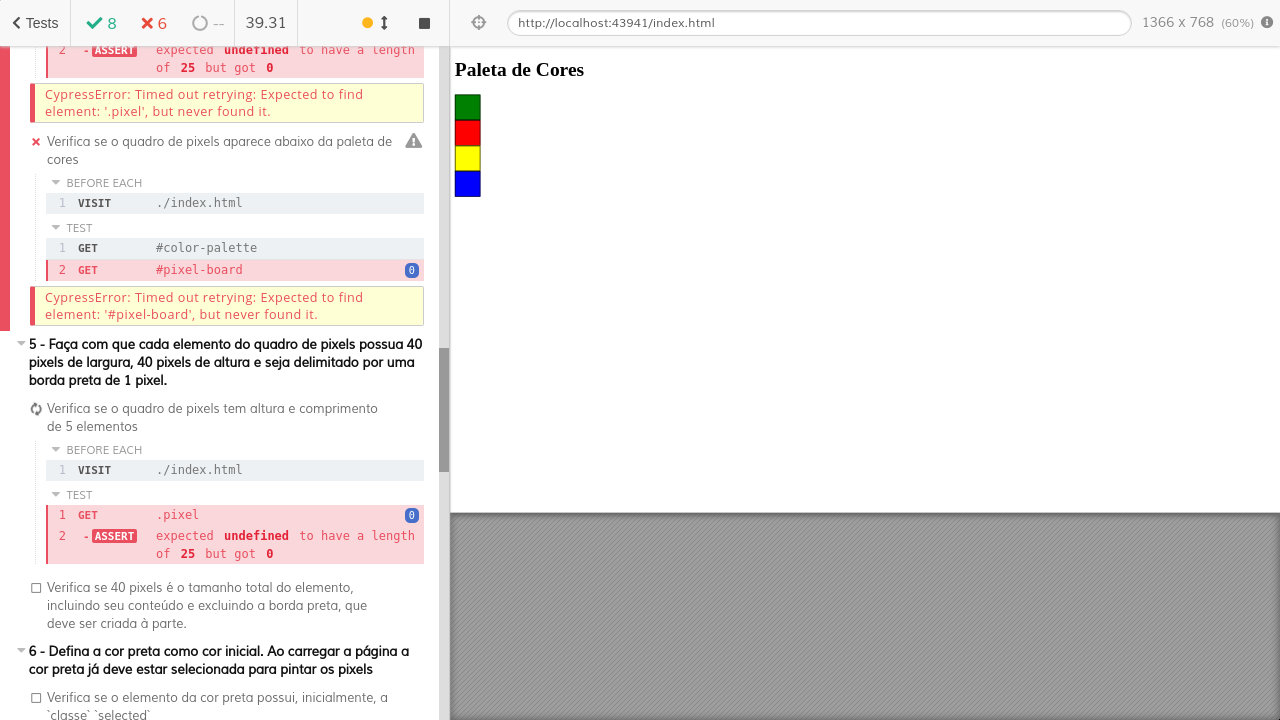 Tests 8 6 -- 39.31
http://localhost:43941/index.html 1366 x 768 (60%)
2 -ASSERT expected undefined to have a length
of 25 but got 0
CypressError: Timed out retrying: Expected to find
element: '.pixel', but never found it.
Verifica se o quadro de pixels aparece abaixo da paleta de
cores
BEFORE EACH
1 VISIT ./index.html
TEST
1 GET #color-palette
2 GET #pixel-board 0
CypressError: Timed out retrying: Expected to find
element: '#pixel-board', but never found it.
5 - Faça com que cada elemento do quadro de pixels possua 40
pixels de largura, 40 pixels de altura e seja delimitado por uma
borda preta de 1 pixel.
Verifica se o quadro de pixels tem altura e comprimento
de 5 elementos
BEFORE EACH
1 VISIT ./index.html
TEST
1 GET .pixel 0
2 -ASSERT expected undefined to have a length
of 25 but got 0
Verifica se 40 pixels é o tamanho total do elemento,
incluindo seu conteúdo e excluindo a borda preta, que
deve ser criada à parte.
6 - Defina a cor preta como cor inicial. Ao carregar a página a
cor preta já deve estar selecionada para pintar os pixels
Verifica se o elemento da cor preta possui, inicialmente, a
`classe` `selected`
Paleta de Cores